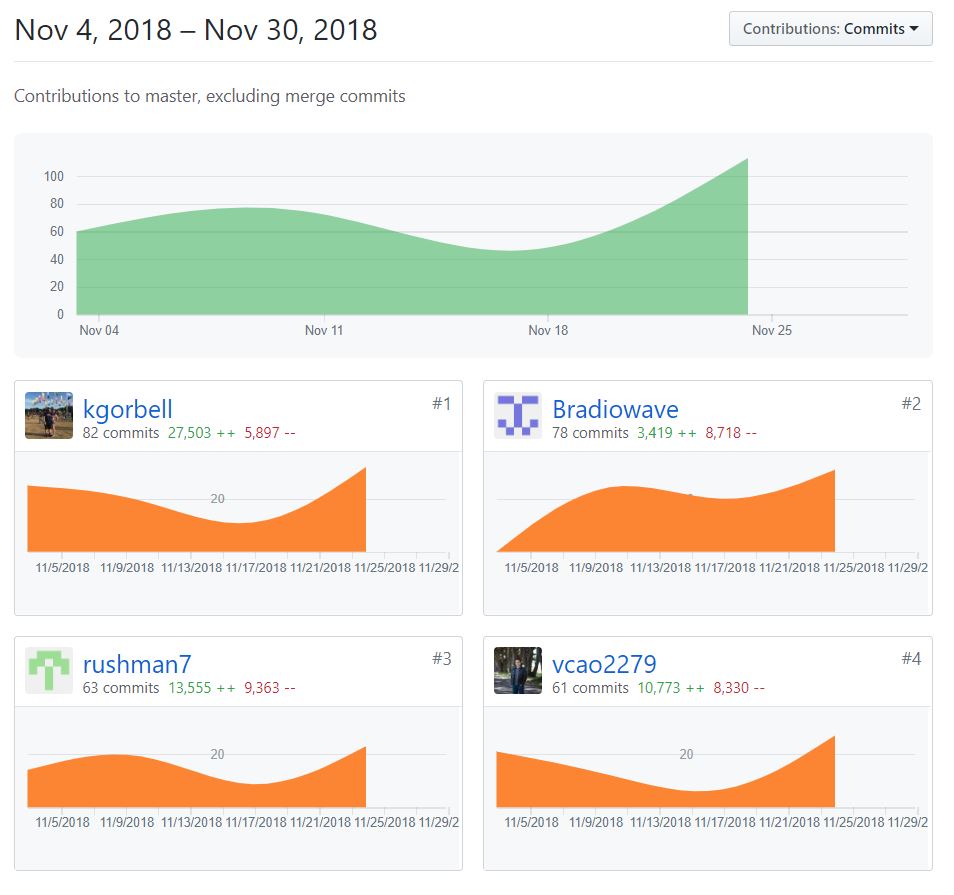 Nov 4, 2018 – Nov 30, 2018
Contributions: Commits
Contributions to master, excluding merge commits
100
80
60
40
20
0
Nov 04 Nov 11 Nov 18 Nov 25
kgorbell #1
82 commits 27,503 ++ 5,897 --
20
11/5/2018 11/9/2018 11/13/2018 11/17/2018 11/21/2018 11/25/2018 11/29/2
Bradiowave #2
78 commits 3,419 ++ 8,718 --
11/5/2018 11/9/2018 11/13/2018 11/17/2018 11/21/2018 11/25/2018 11/29/2
rushman7 #3
63 commits 13,555 ++ 9,363 --
20
11/5/2018 11/9/2018 11/13/2018 11/17/2018 11/21/2018 11/25/2018 11/29/2
vcao2279 #4
61 commits 10,773 ++ 8,330 --
20
11/5/2018 11/9/2018 11/13/2018 11/17/2018 11/21/2018 11/25/2018 11/29/2